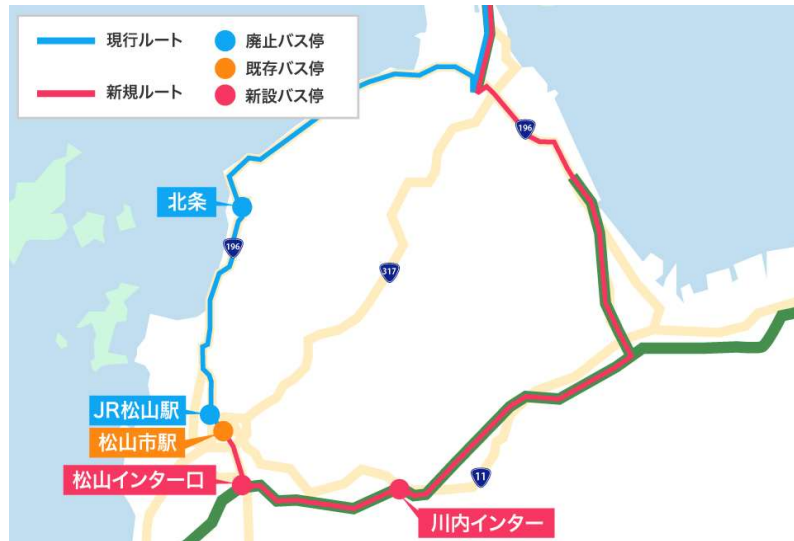 現行ルート
廃止バス停
既存バス停
新規ルート
新設バス停
196
北条
196
317
JR松山駅
松山市駅
松山インター口
11
川内インター